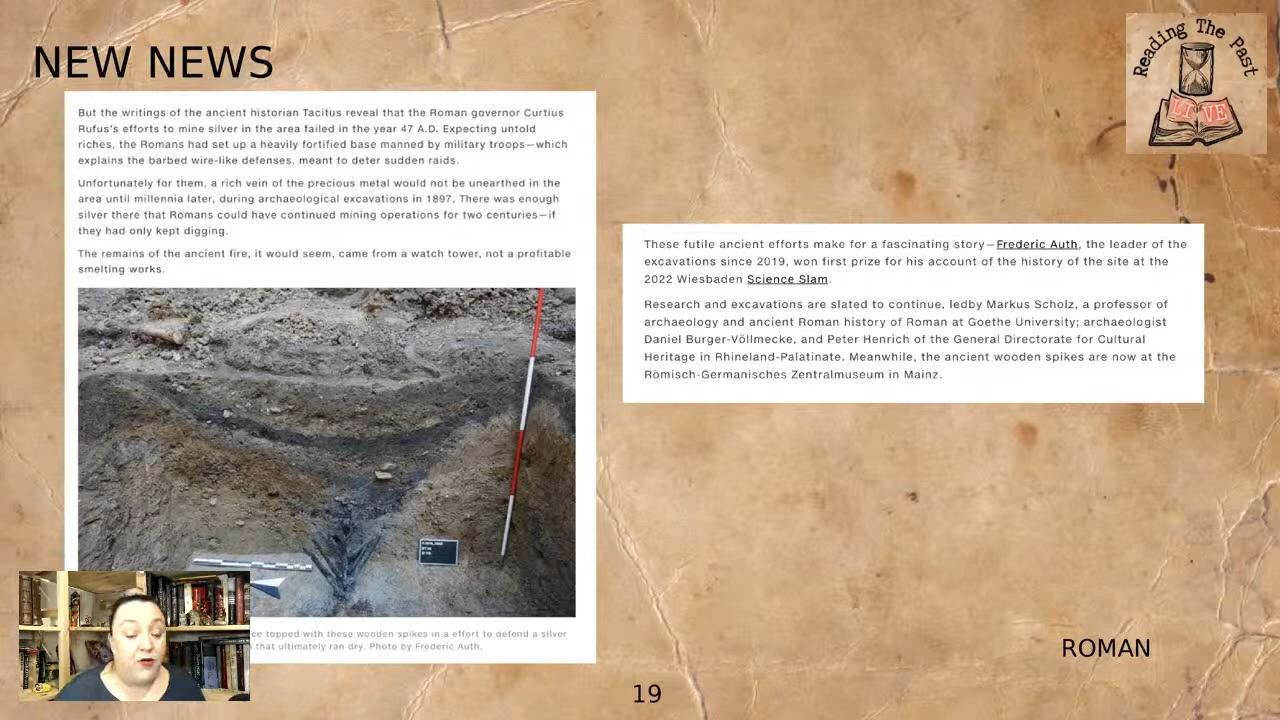 NEW NEWS
Reading The Past
LIVE
But the writings of the ancient historian Tacitus reveal that the Roman governor Curtius
Rufus's efforts to mine silver in the area failed in the year 47 A.D. Expecting untold
riches, the Romans had set up a heavily fortified base manned by military troops—which
explains the barbed wire-like defenses, meant to deter sudden raids.
Unfortunately for them, a rich vein of the precious metal would not be unearthed in the
area until millennia later, during archaeological excavations in 1897. There was enough
silver there that Romans could have continued mining operations for two centuries—if
they had only kept digging.
The remains of the ancient fire, it would seem, came from a watch tower, not a profitable
smelting works.
ce topped with these wooden spikes in a effort to defend a silver
that ultimately ran dry. Photo by Frederic Auth.
These futile ancient efforts make for a fascinating story—Frederic Auth, the leader of the
excavations since 2019, won first prize for his account of the history of the site at the
2022 Wiesbaden Science Slam.
Research and excavations are slated to continue, ledby Markus Scholz, a professor of
archaeology and ancient Roman history of Roman at Goethe University; archaeologist
Daniel Burger-Völlmecke, and Peter Henrich of the General Directorate for Cultural
Heritage in Rhineland-Palatinate. Meanwhile, the ancient wooden spikes are now at the
Römisch-Germanisches Zentralmuseum in Mainz.
ROMAN
19